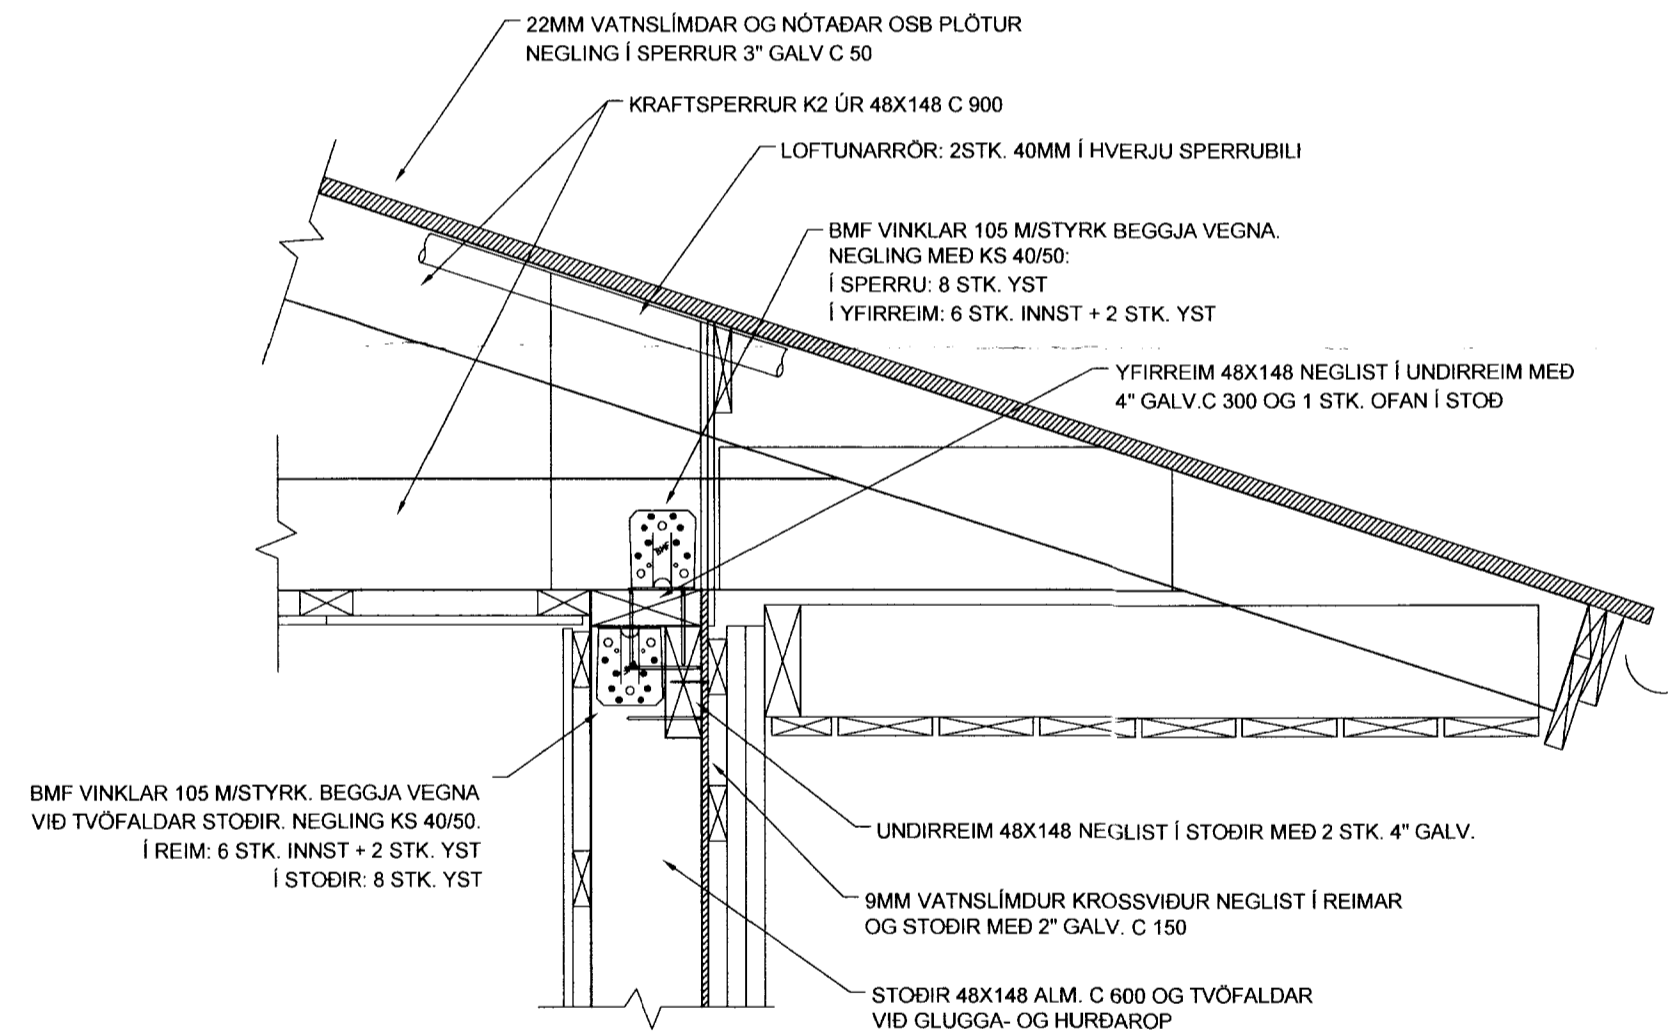 22MM VATNSLÍMDAR OG NÓTAÐAR OSB PLÖTUR
NEGLING Í SPERRUR 3" GALV C 50
KRAFTSPERRUR K2 ÚR 48X148 C 900
LOFTUNARRÖR: 2STK. 40MM Í HVERJU SPERRUBILI
BMF VINKLAR 105 M/STYRK BEGGJA VEGNA.
NEGLING MEÐ KS 40/50:
Í SPERRU: 8 STK. YST
Í YFIRREIM: 6 STK. INNST + 2 STK. YST
YFIRREIM 48X148 NEGLIST Í UNDIRREIM MEÐ
4" GALV.C 300 OG 1 STK. OFAN Í STOÐ
BMF
BMF VINKLAR 105 M/STYRK. BEGGJA VEGNA
VIÐ TVÖFALDAR STOÐIR. NEGLING KS 40/50.
Í REIM: 6 STK. INNST + 2 STK. YST
Í STOÐIR: 8 STK. YST
UNDIRREIM 48X148 NEGLIST Í STOÐIR MEÐ 2 STK. 4" GALV.
9MM VATNSLÍMDUR KROSSVIÐUR NEGLIST Í REIMAR
OG STOÐIR MEÐ 2" GALV. C 150
STOÐIR 48X148 ALM. C 600 OG TVÖFALDAR
VIÐ GLUGGA- OG HURÐAROP